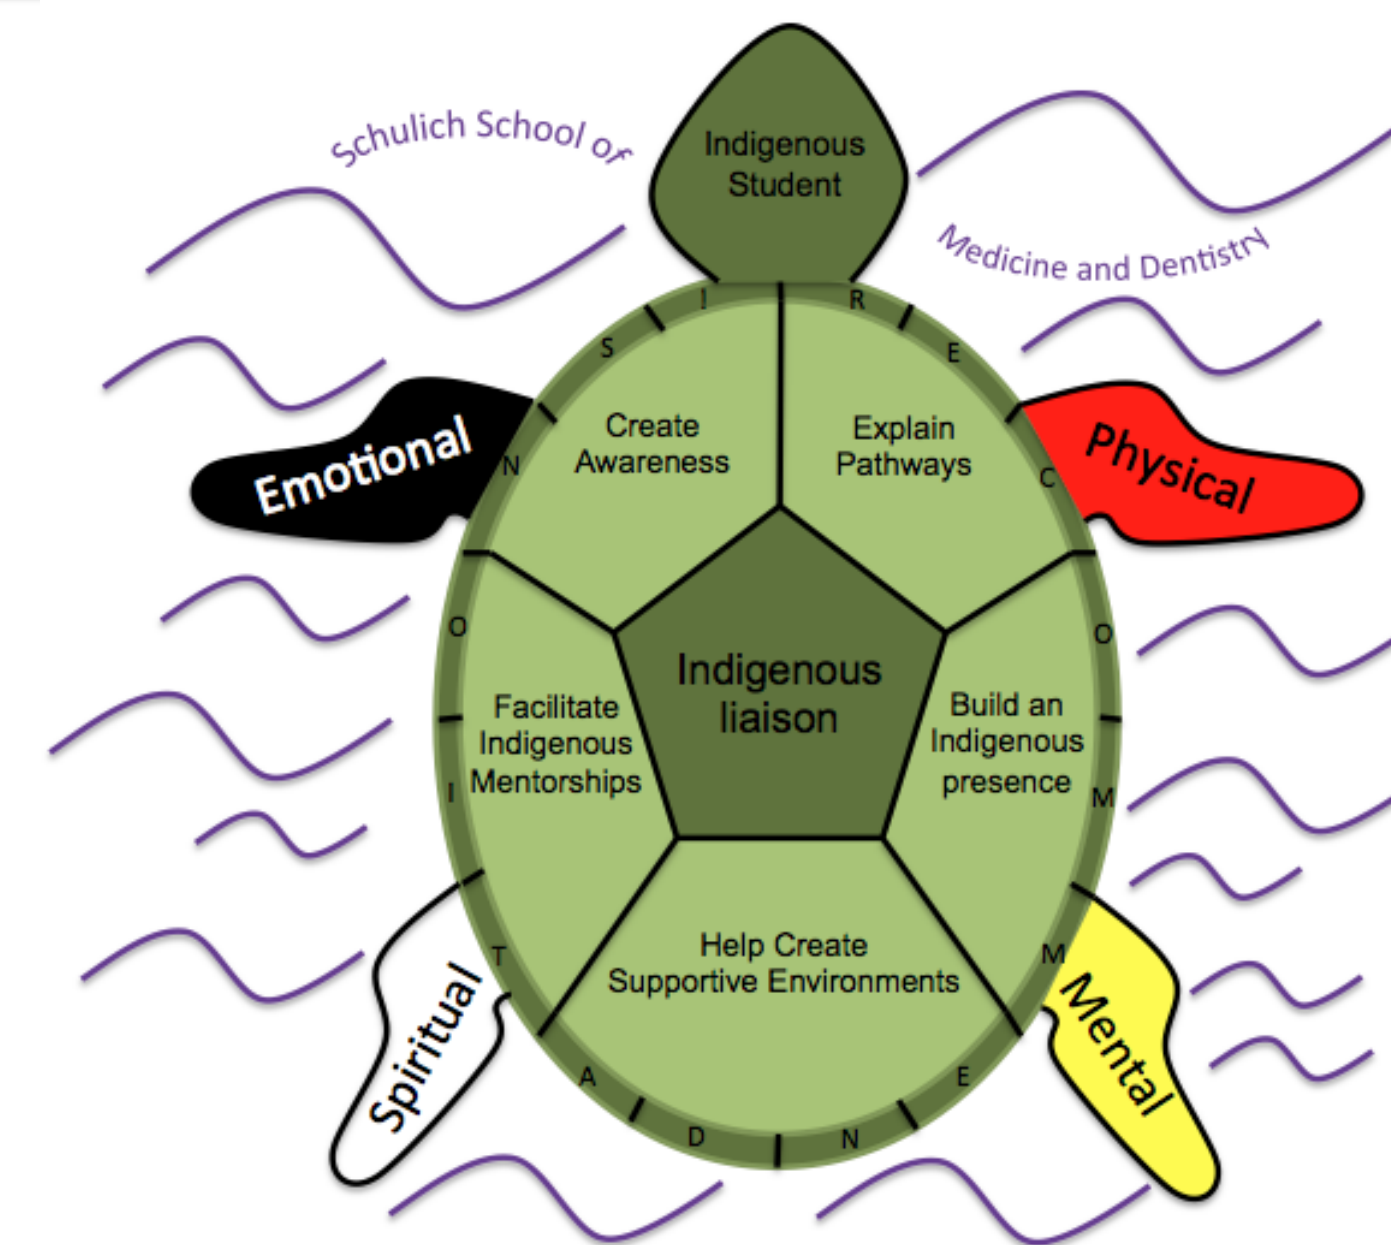 Indigenous
Student
Schulich School of
Medicine and Dentistry
R E C O M M E N D A T I O N S !
Emotional
Physical
Create
Awareness
Explain
Pathways
Indigenous
liaison
Facilitate
Indigenous
Mentorships
Build an
Indigenous
presence
Help Create
Supportive Environments
Spiritual
Mental